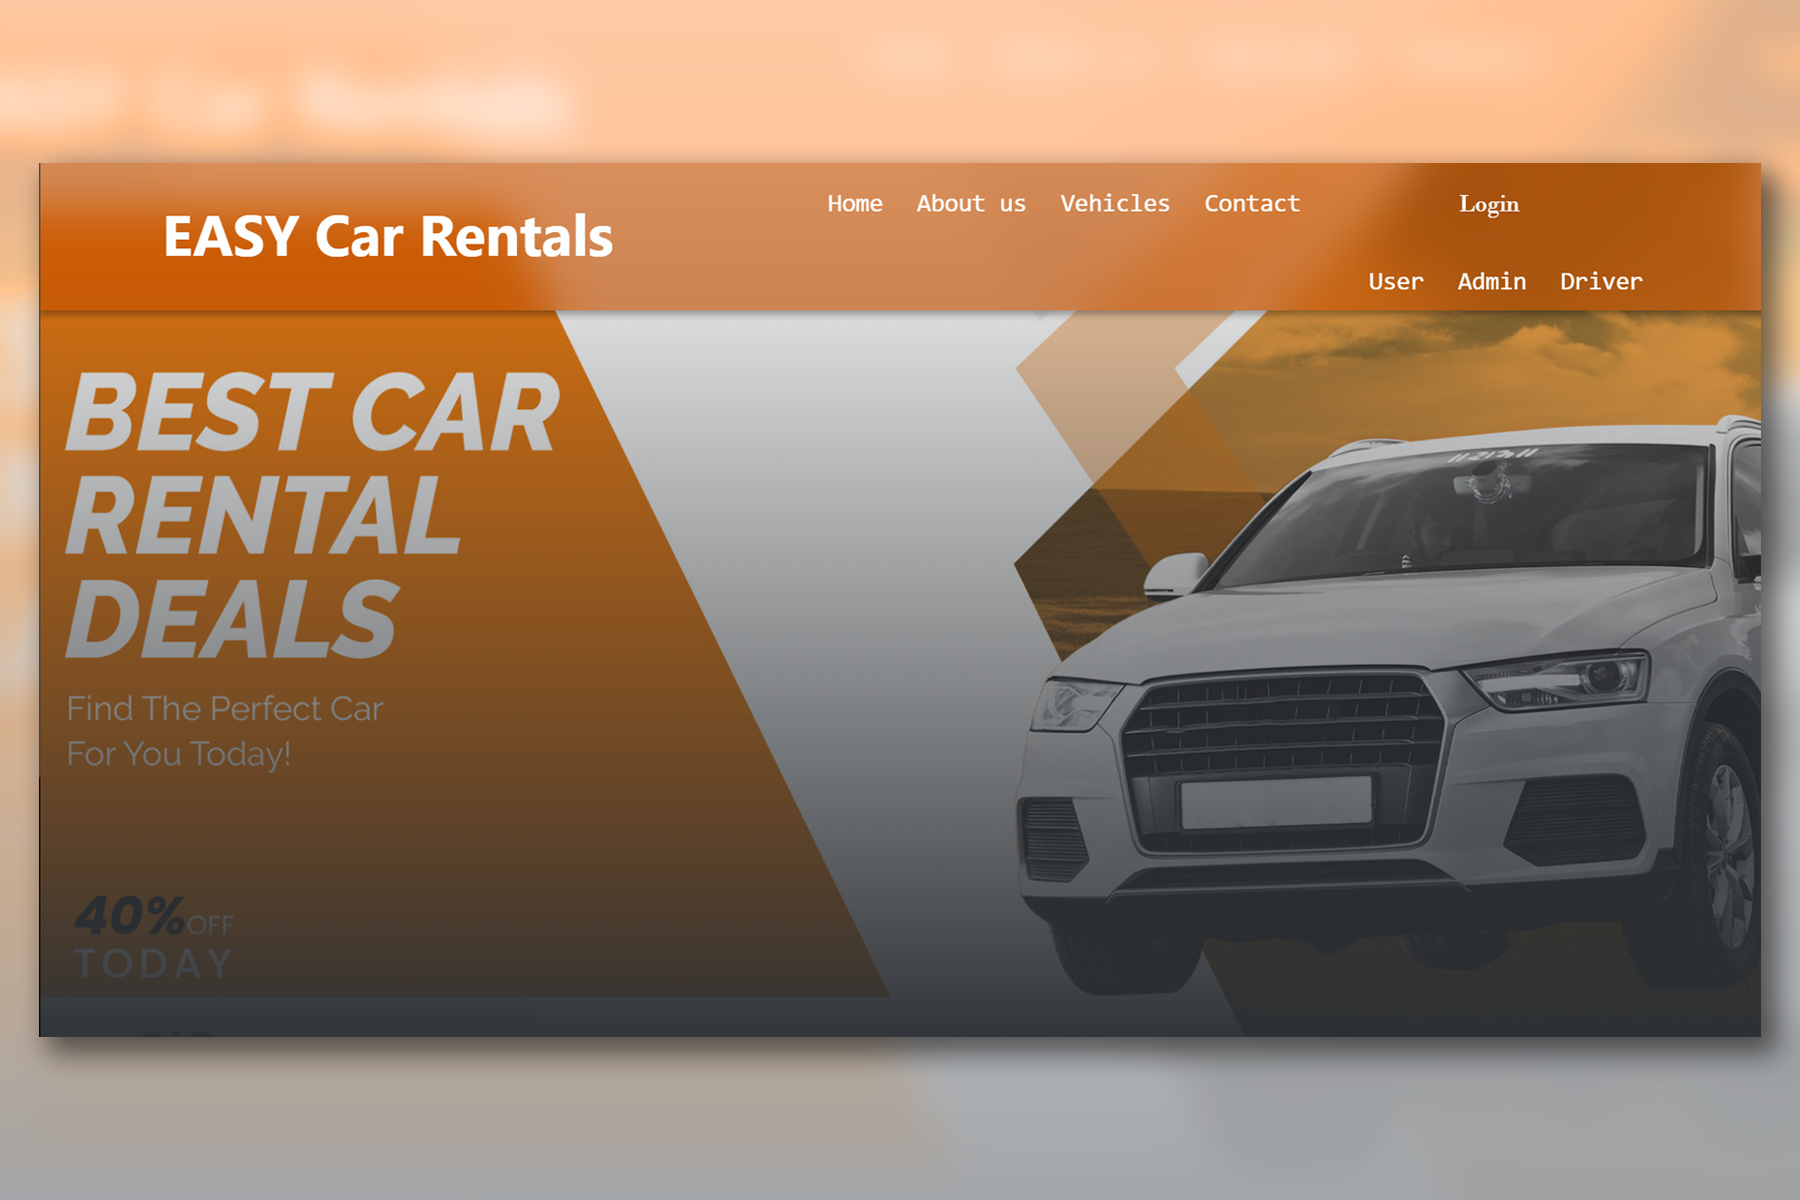 Home About us Vehicles Contact Login
EASY Car Rentals
User Admin Driver
BEST CAR
RENTAL
DEALS
Find The Perfect Car
For You Today!
40%OFF
TODAY